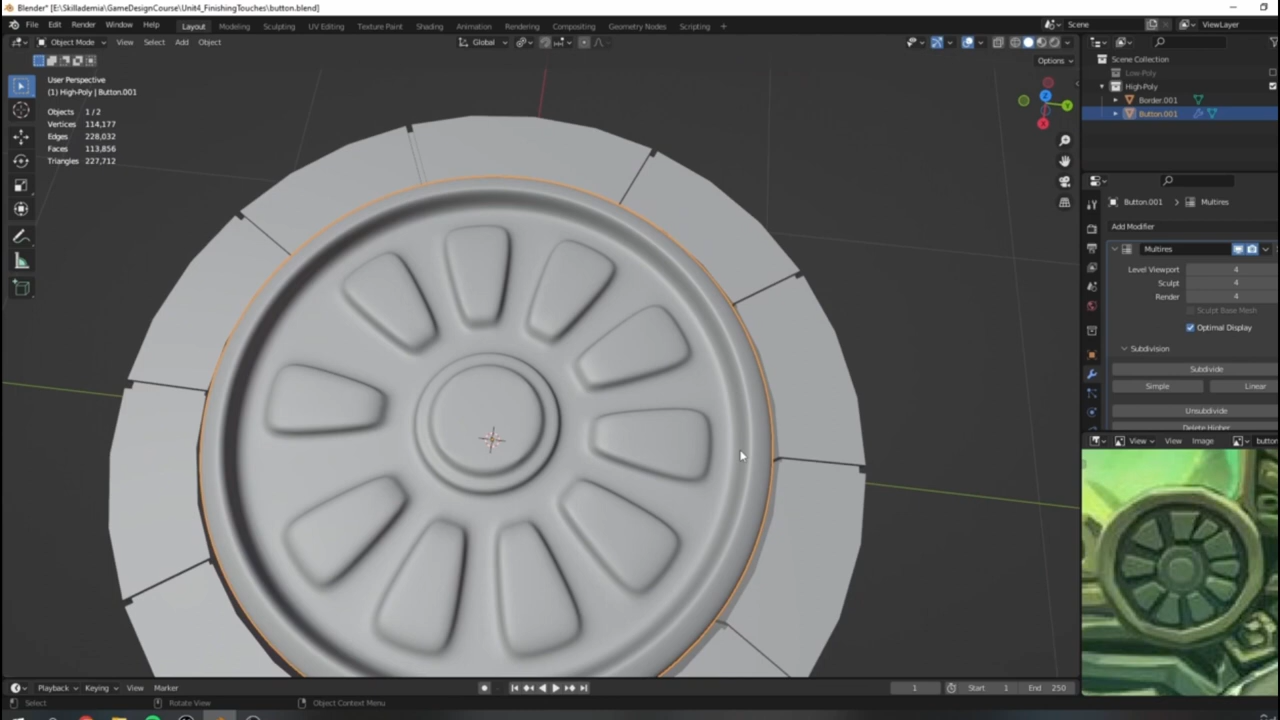 Blender* [E:\Skillademia\GameDesignCourse\Unit4_FinishingTouches\button.blend]
File Edit Render Window Help Layout Modeling Sculpting UV Editing Texture Paint Shading Animation Rendering Compositing Geometry Nodes Scripting + Scene ViewLayer
Object Mode View Select Add Object Global
Options
User Perspective
(1) High-Poly | Button.001
Objects 1 / 2
Vertices 114,177
Edges 228,032
Faces 113,856
Triangles 227,712
X
Y
Z
Scene Collection
Low-Poly
High-Poly
Border.001
Button.001
Button.001 > Multires
Add Modifier
Multires
Level Viewport 4
Sculpt 4
Render 4
Sculpt Base Mesh
Optimal Display
Subdivision
Subdivide
Simple Linear
Unsubdivide
Delete Higher
View View Image button
Playback Keying View Marker 1 Start 1 End 250
Select Rotate View Object Context Menu